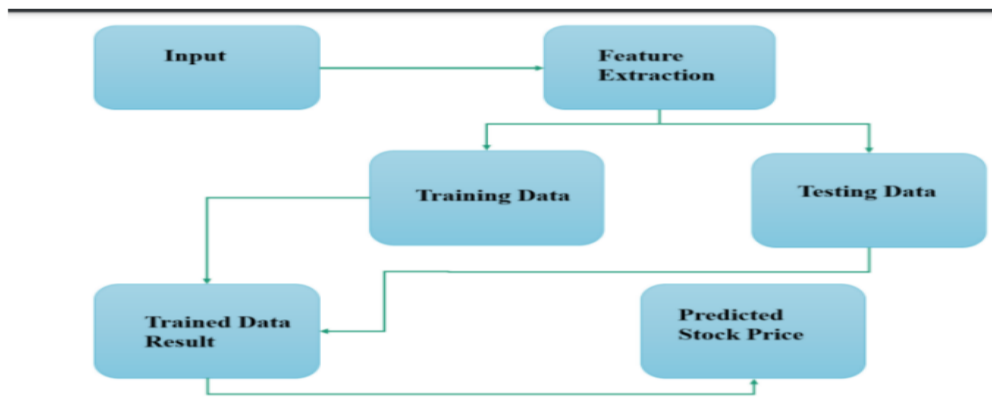 Input
Feature
Extraction
Training Data
Testing Data
Trained Data
Result
Predicted
Stock Price